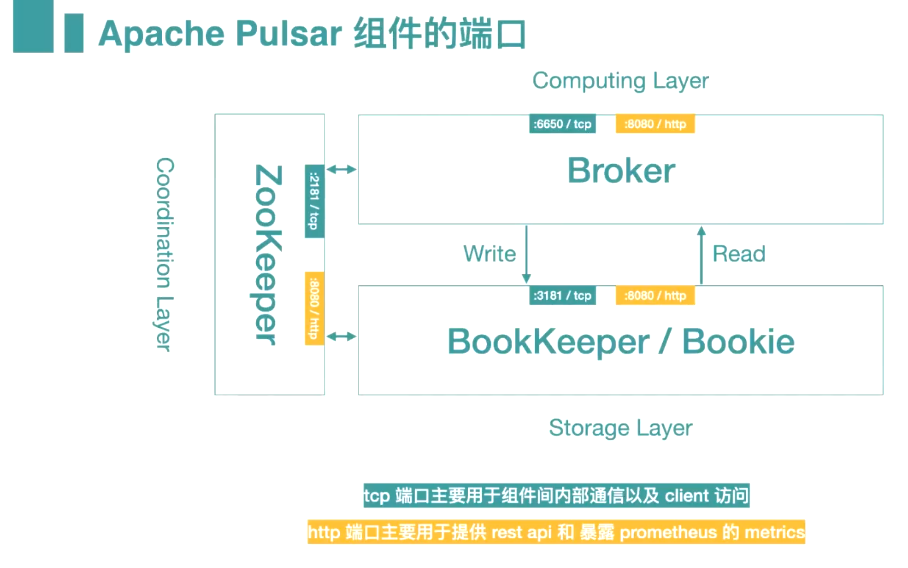 Apache Pulsar 组件的端口
Computing Layer
:6650 / tcp
:8080 / http
Broker
Coordination Layer
ZooKeeper
:2181 / tcp
:8080 / http
Write
Read
:3181 / tcp
:8080 / http
BookKeeper / Bookie
Storage Layer
tcp 端口主要用于组件间内部通信以及 client 访问
http 端口主要用于提供 rest api 和 暴露 prometheus 的 metrics